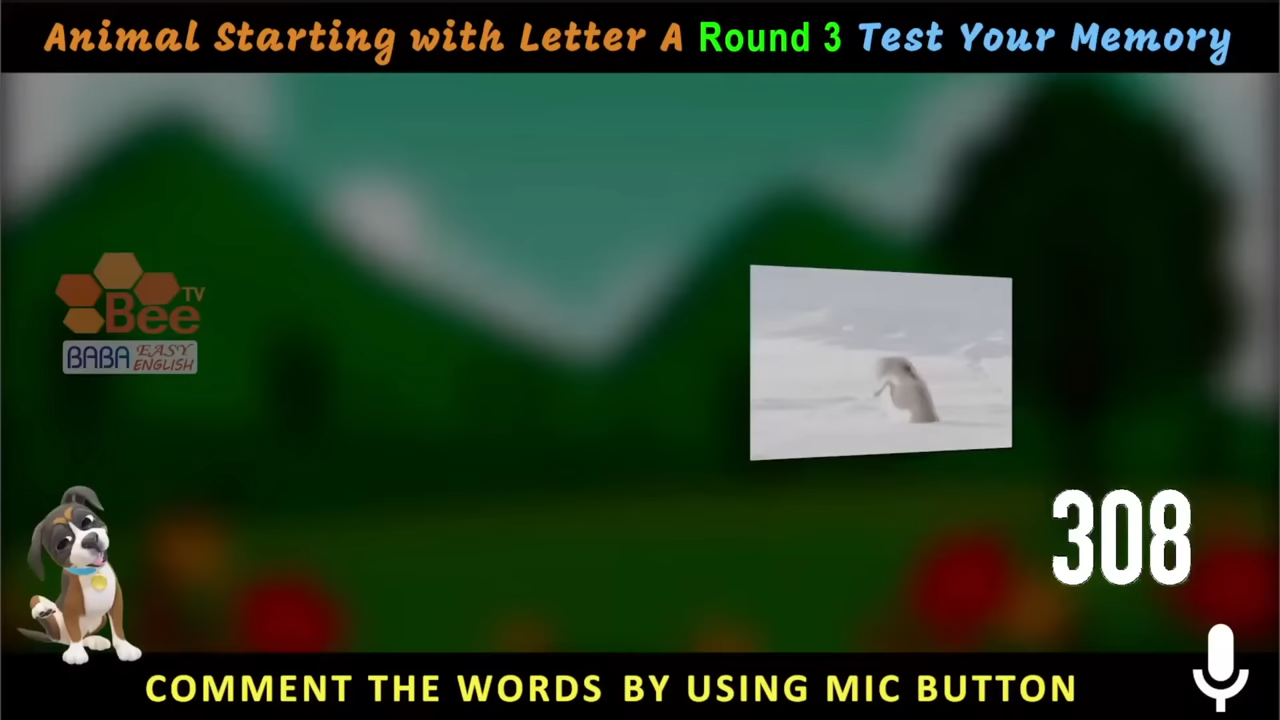 Animal Starting with Letter A Round 3 Test Your Memory
Bee TV
BABA EASY ENGLISH
308
COMMENT THE WORDS BY USING MIC BUTTON